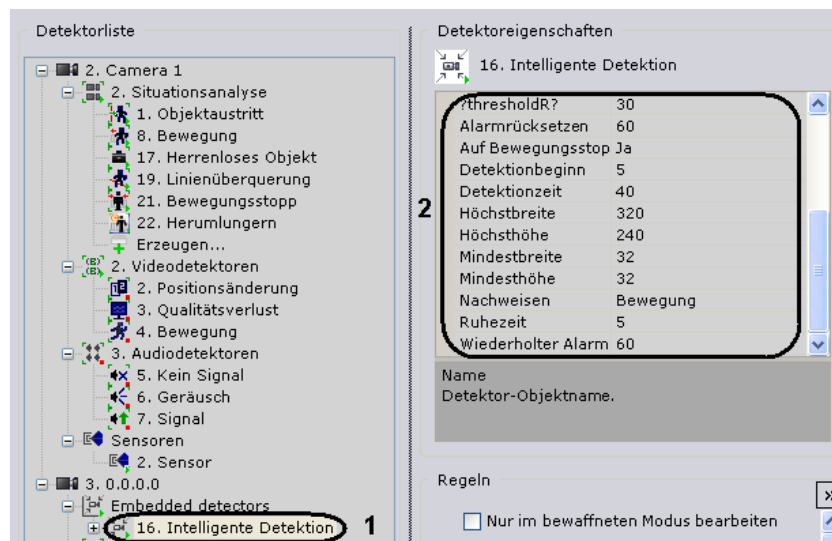 Detektorliste
2. Camera 1
2. Situationsanalyse
1. Objektaustritt
8. Bewegung
17. Herrenloses Objekt
19. Linienüberquerung
21. Bewegungsstopp
22. Herumlungern
Erzeugen...
2. Videodetektoren
2. Positionsänderung
3. Qualitätsverlust
4. Bewegung
3. Audiodetektoren
5. Kein Signal
6. Geräusch
7. Signal
Sensoren
2. Sensor
3. 0.0.0.0
Embedded detectors
16. Intelligente Detektion
1
Detektoreigenschaften
16. Intelligente Detektion
2
?thresholdR? 30
Alarmrücksetzen 60
Auf Bewegungsstop Ja
Detektionbeginn 5
Detektionzeit 40
Höchstbreite 320
Höchsthöhe 240
Mindestbreite 32
Mindesthöhe 32
Nachweisen Bewegung
Ruhezeit 5
Wiederholter Alarm 60
Name
Detektor-Objektname.
Regeln
»
Nur im bewaffneten Modus bearbeiten